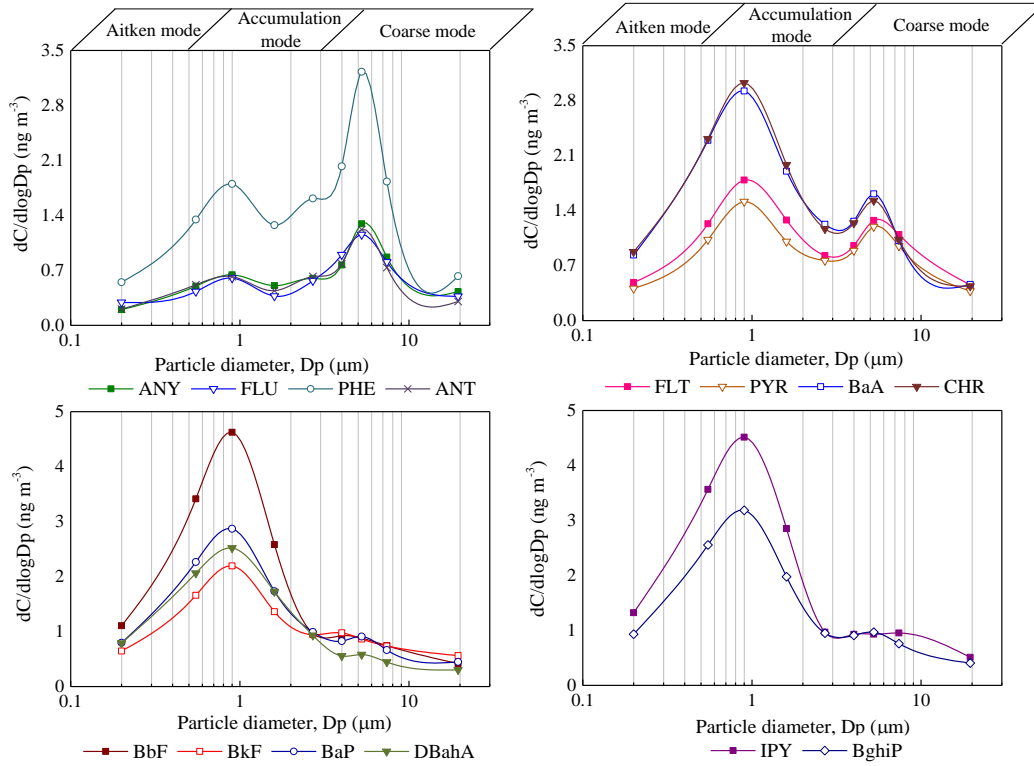 Aitken mode
Accumulation mode
Coarse mode
Aitken mode
Accumulation mode
Coarse mode
3.5
2.8
2.1
1.4
0.7
0.0
dC/dlogDp (ng m⁻³)
0.1 1 10
Particle diameter, Dp (μm)
ANY FLU PHE ANT
3.5
2.8
2.1
1.4
0.7
0.0
dC/dlogDp (ng m⁻³)
0.1 1 10
Particle diameter, Dp (μm)
FLT PYR BaA CHR
5
4
3
2
1
0
dC/dlogDp (ng m⁻³)
0.1 1 10
Particle diameter, Dp (μm)
BbF BkF BaP DBahA
5
4
3
2
1
0
dC/dlogDp (ng m⁻³)
0.1 1 10
Particle diameter, Dp (μm)
IPY BghiP